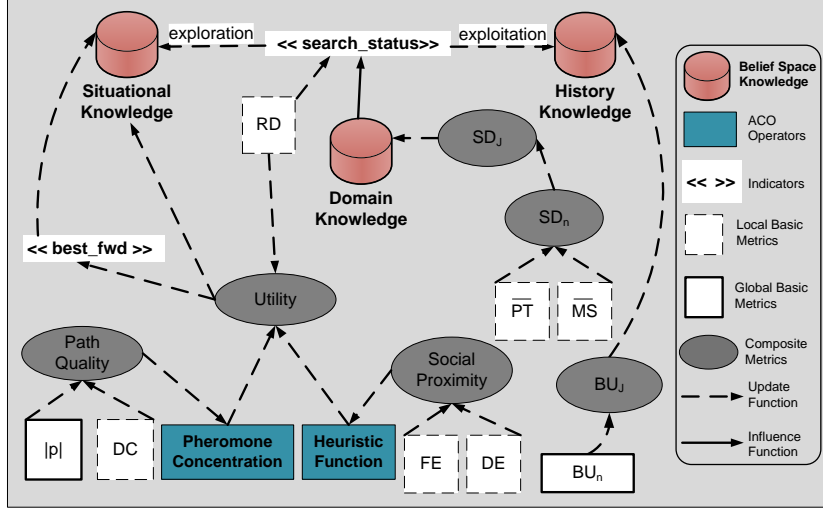 exploration
<< search_status>>
exploitation
Situational
Knowledge
History
Knowledge
RD
SDJ
Domain
Knowledge
SDn
<< best_fwd >>
Utility
PT
MS
Path
Quality
Social
Proximity
BUJ
|p|
DC
Pheromone
Concentration
Heuristic
Function
FE
DE
BUn
Belief Space
Knowledge
ACO
Operators
<< >>
Indicators
Local Basic
Metrics
Global Basic
Metrics
Composite
Metrics
Update
Function
Influence
Function